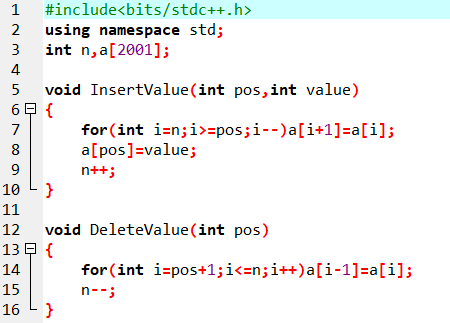 1 #include<bits/stdc++.h>
2 using namespace std;
3 int n,a[2001];
4
5 void InsertValue(int pos,int value)
6 {
7 for(int i=n;i>=pos;i--)a[i+1]=a[i];
8 a[pos]=value;
9 n++;
10 }
11
12 void DeleteValue(int pos)
13 {
14 for(int i=pos+1;i<=n;i++)a[i-1]=a[i];
15 n--;
16 }